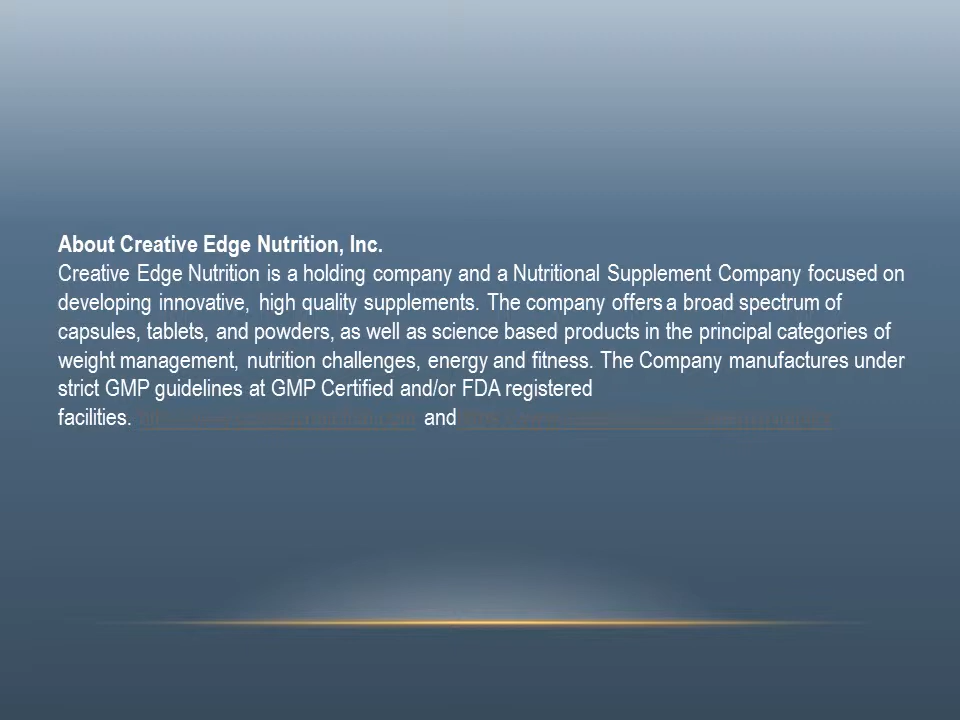 About Creative Edge Nutrition, Inc.
Creative Edge Nutrition is a holding company and a Nutritional Supplement Company focused on
developing innovative, high quality supplements. The company offers a broad spectrum of
capsules, tablets, and powders, as well as science based products in the principal categories of
weight management, nutrition challenges, energy and fitness. The Company manufactures under
strict GMP guidelines at GMP Certified and/or FDA registered
facilities. and